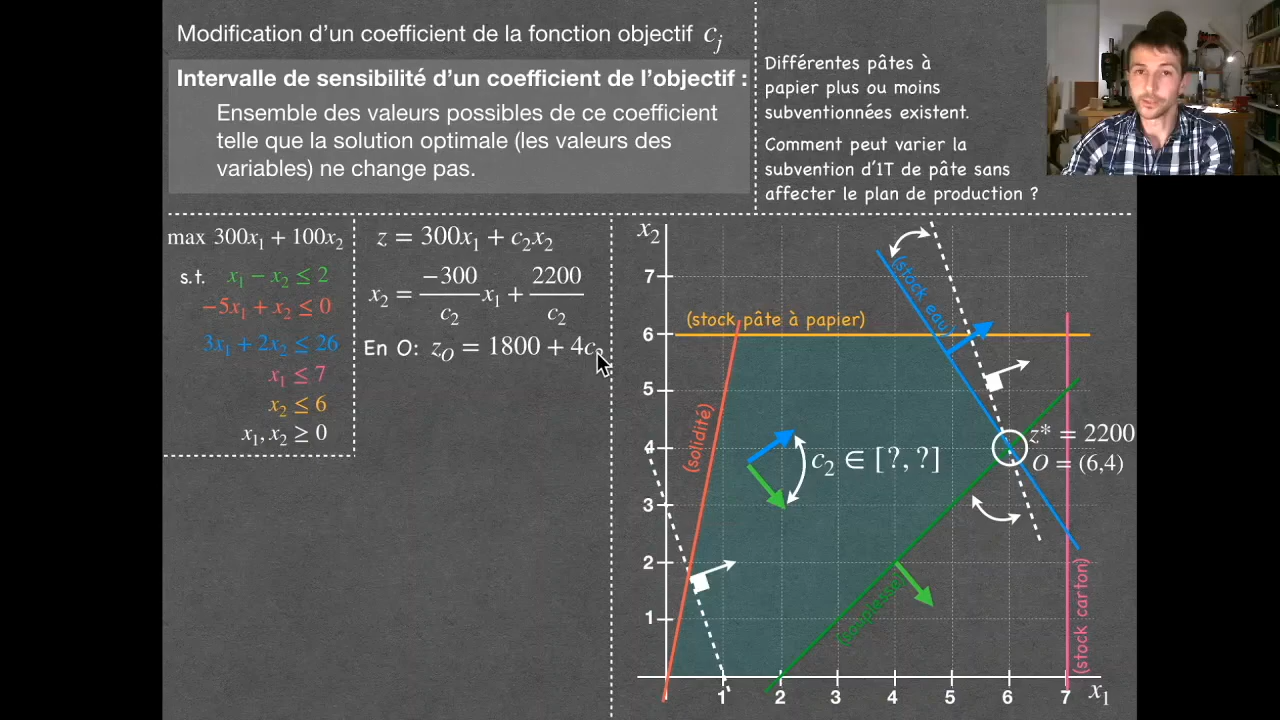 Modification d'un coefficient de la fonction objectif c_j
Intervalle de sensibilité d'un coefficient de l'objectif :
Ensemble des valeurs possibles de ce coefficient
telle que la solution optimale (les valeurs des
variables) ne change pas.
Différentes pâtes à
papier plus ou moins
subventionnées existent.
Comment peut varier la
subvention d'1T de pâte sans
affecter le plan de production ?
max 300x₁ + 100x₂
s.t. x₁ − x₂ ≤ 2
−5x₁ + x₂ ≤ 0
3x₁ + 2x₂ ≤ 26
x₁ ≤ 7
x₂ ≤ 6
x₁, x₂ ≥ 0
z = 300x₁ + c₂x₂
x₂ = −300/c₂ x₁ + 2200/c₂
En O: z_O = 1800 + 4c₂
x₂
7
6
5
4
3
2
1
1 2 3 4 5 6 7 x₁
(stock pâte à papier)
(stock eau)
(solidité)
c₂ ∈ [?, ?]
z* = 2200
O = (6,4)
(souplesse)
(stock carton)